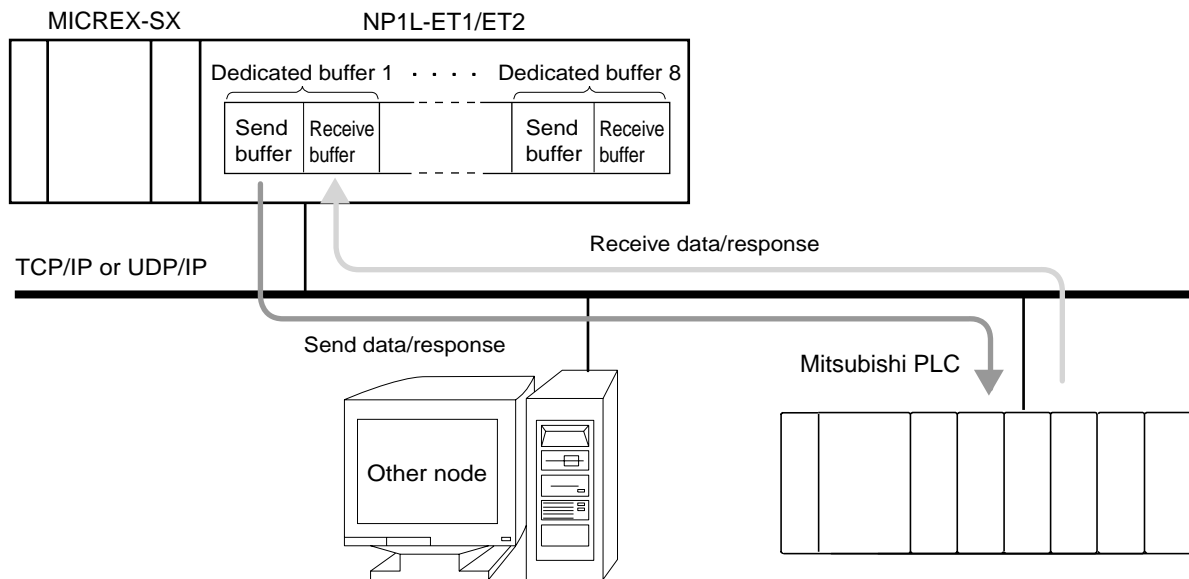 MICREX-SX
NP1L-ET1/ET2
Dedicated buffer 1 · · · · Dedicated buffer 8
Send buffer
Receive buffer
Send buffer
Receive buffer
Receive data/response
TCP/IP or UDP/IP
Send data/response
Mitsubishi PLC
Other node